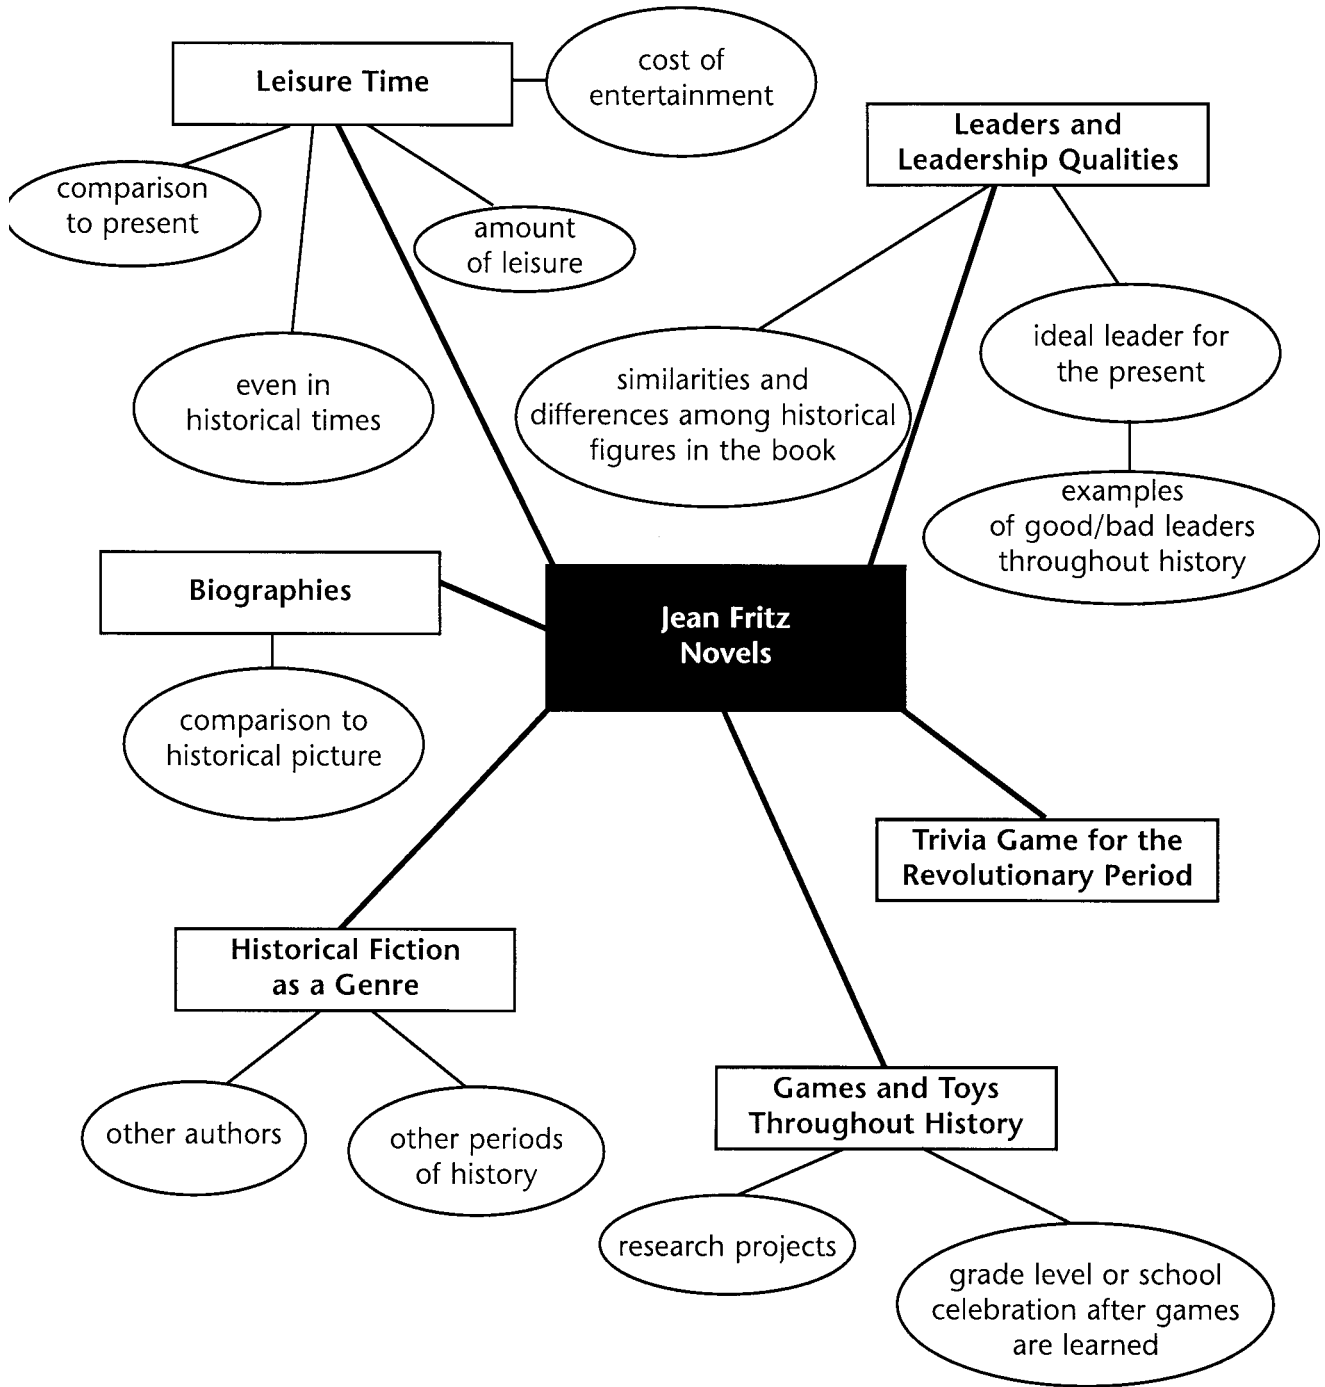 Leisure Time
cost of
entertainment
Leaders and
Leadership Qualities
comparison
to present
amount
of leisure
even in
historical times
similarities and
differences among historical
figures in the book
ideal leader for
the present
examples
of good/bad leaders
throughout history
Biographies
Jean Fritz
Novels
comparison to
historical picture
Trivia Game for the
Revolutionary Period
Historical Fiction
as a Genre
other authors
other periods
of history
Games and Toys
Throughout History
research projects
grade level or school
celebration after games
are learned